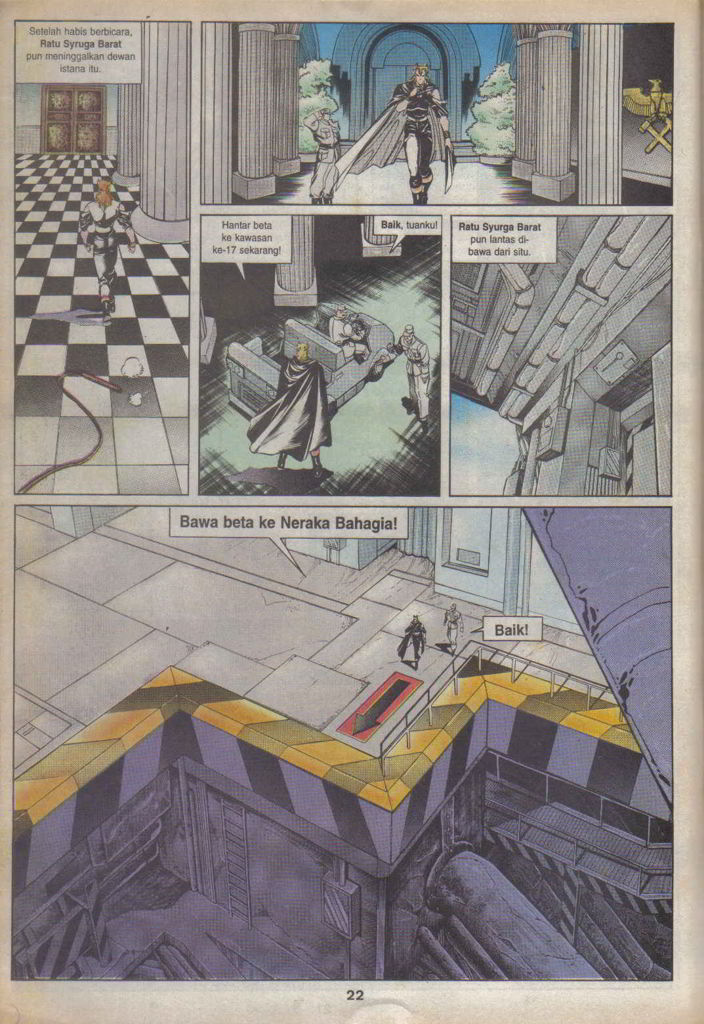 Setelah habis berbicara,
Ratu Syruga Barat
pun meninggalkan dewan
istana itu.
Hantar beta
ke kawasan
ke-17 sekarang!
Baik, tuanku!
Ratu Syurga Barat
pun lantas di-
bawa dari situ.
Bawa beta ke Neraka Bahagia!
Baik!
22